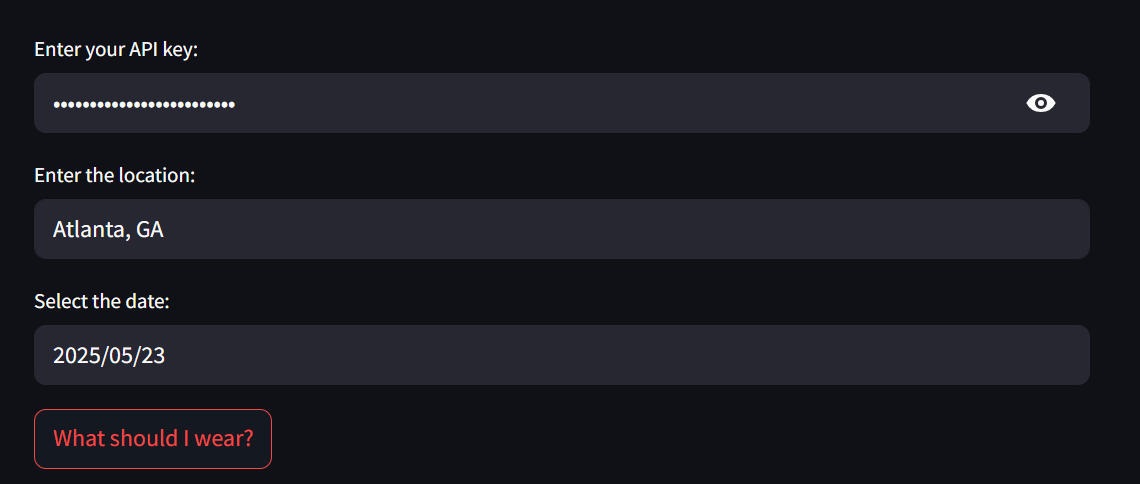 Enter your API key:
•••••••••••••••••••••••••
Enter the location:
Atlanta, GA
Select the date:
2025/05/23
What should I wear?